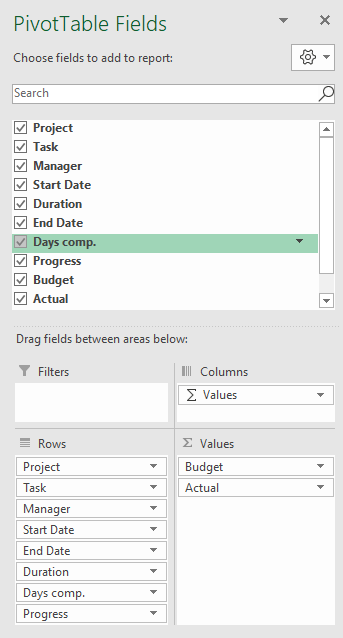 PivotTable Fields
Choose fields to add to report:
Search
Project
Task
Manager
Start Date
Duration
End Date
Days comp.
Progress
Budget
Actual
Drag fields between areas below:
Filters
Columns
Σ Values
Rows
Σ Values
Project
Budget
Task
Actual
Manager
Start Date
End Date
Duration
Days comp.
Progress